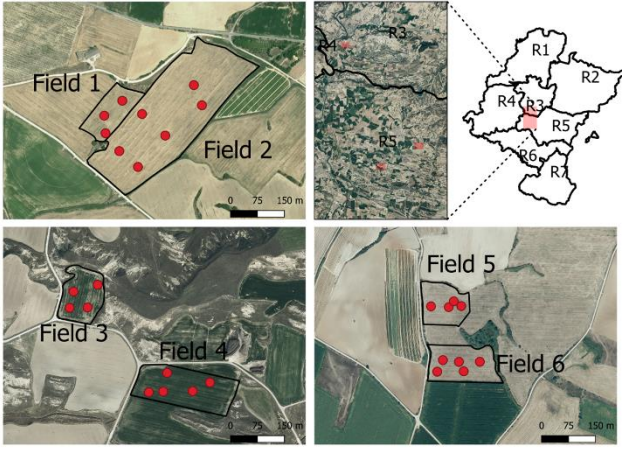 Field 1
Field 2
0 75 150 m
R3
R4
R5
R1
R2
R4
R3
R5
R6
R7
Field 3
Field 4
0 75 150 m
Field 5
Field 6
0 75 150 m